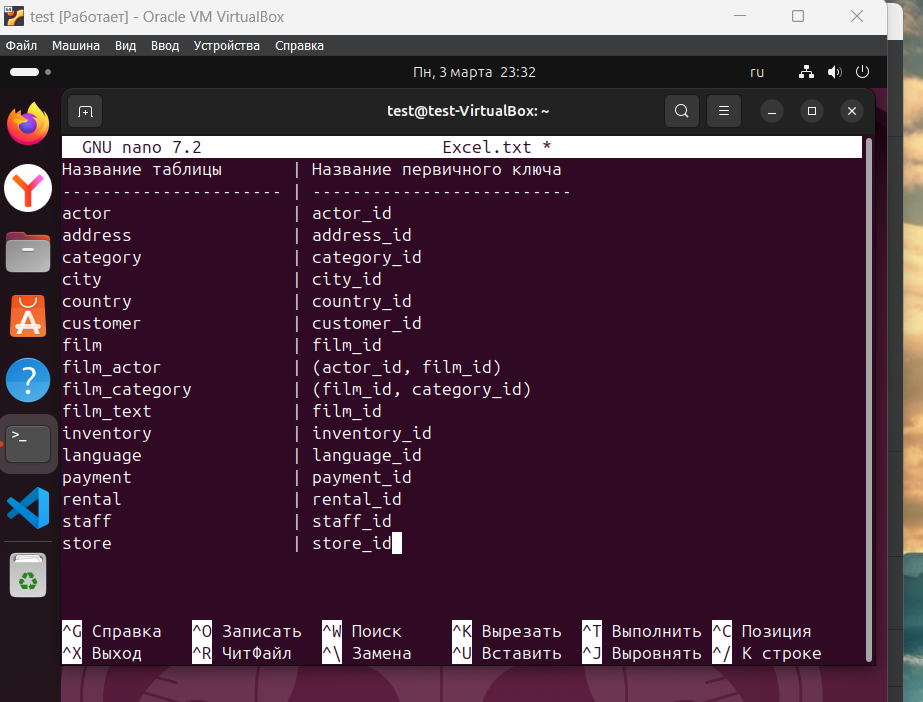 test [Работает] - Oracle VM VirtualBox
Файл Машина Вид Ввод Устройства Справка
Пн, 3 марта 23:32 ru
test@test-VirtualBox: ~
GNU nano 7.2 Excel.txt *
Название таблицы | Название первичного ключа
---------------------- | --------------------------
actor | actor_id
address | address_id
category | category_id
city | city_id
country | country_id
customer | customer_id
film | film_id
film_actor | (actor_id, film_id)
film_category | (film_id, category_id)
film_text | film_id
inventory | inventory_id
language | language_id
payment | payment_id
rental | rental_id
staff | staff_id
store | store_id
^G Справка ^O Записать ^W Поиск ^K Вырезать ^T Выполнить ^C Позиция
^X Выход ^R ЧитФайл ^\ Замена ^U Вставить ^J Выровнять ^/ К строке